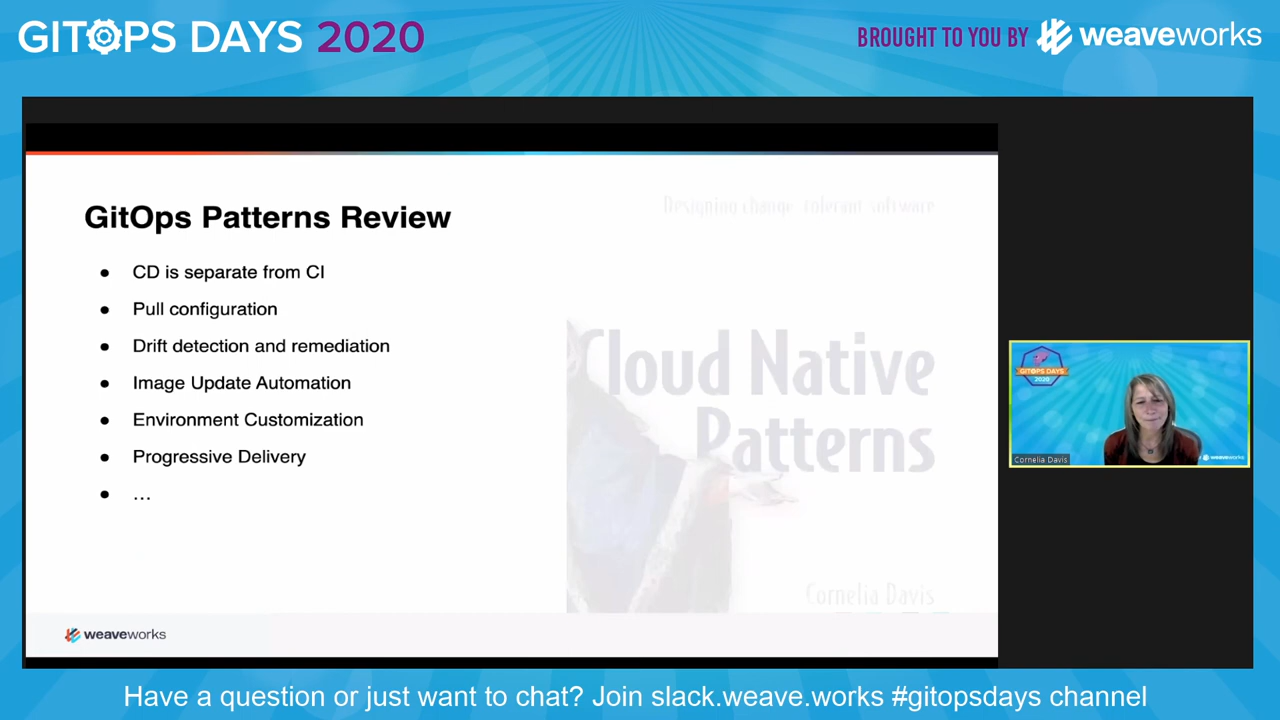 GITOPS DAYS 2020
BROUGHT TO YOU BY weaveworks
GitOps Patterns Review
● CD is separate from CI
● Pull configuration
● Drift detection and remediation
● Image Update Automation
● Environment Customization
● Progressive Delivery
● ...
Designing change-tolerant software
Cloud Native
Patterns
Cornelia Davis
weaveworks
GITOPS DAYS
2020
Cornelia Davis
weaveworks
Have a question or just want to chat? Join slack.weave.works #gitopsdays channel